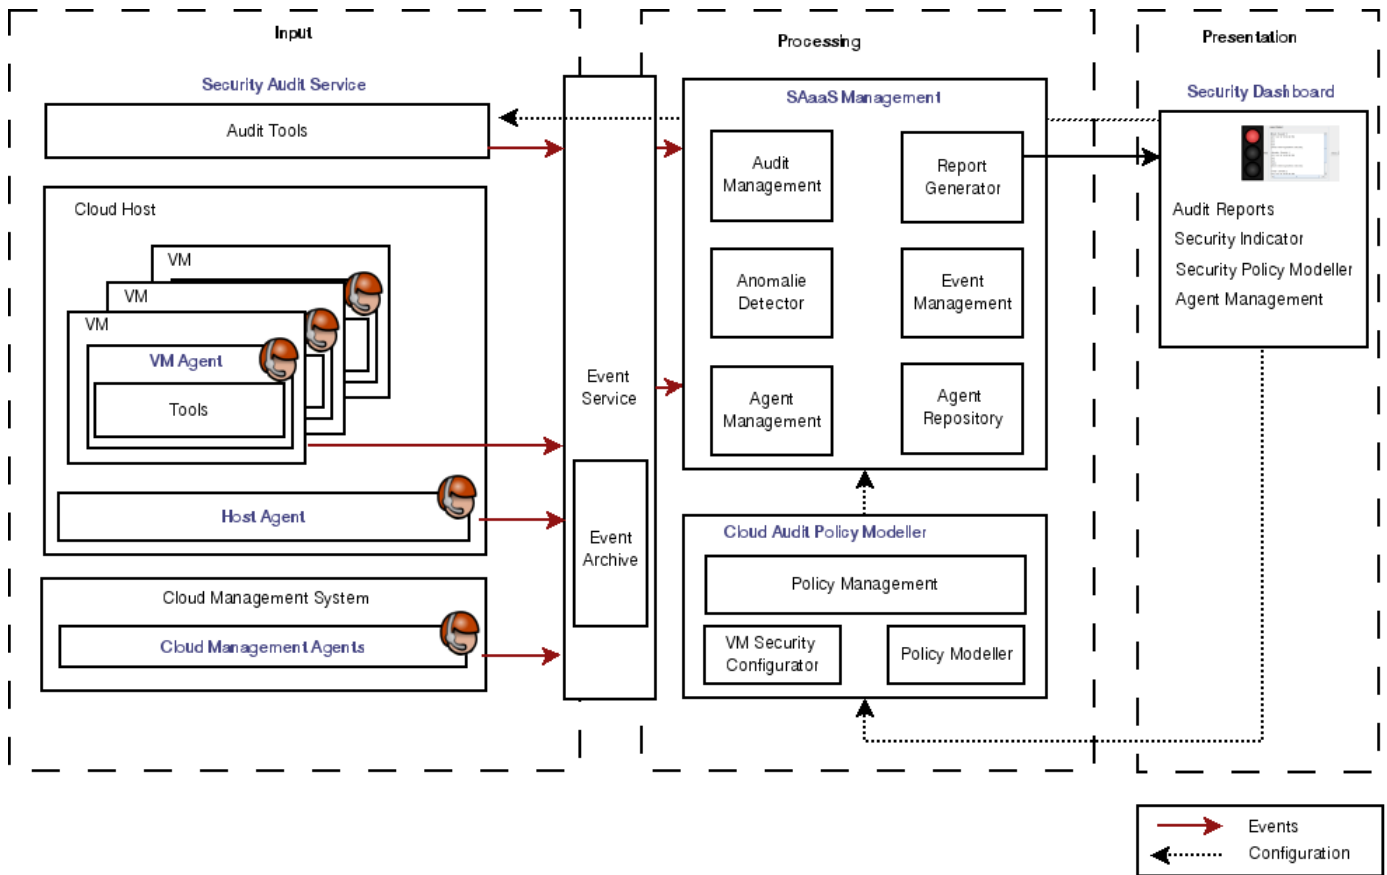 Input
Processing
Presentation
Security Audit Service
Audit Tools
Cloud Host
VM
VM
VM
VM Agent
Tools
Host Agent
Cloud Management System
Cloud Management Agents
Event
Service
Event
Archive
SAaaS Management
Audit
Management
Report
Generator
Anomalie
Detector
Event
Management
Agent
Management
Agent
Repository
Cloud Audit Policy Modeller
Policy Management
VM Security
Configurator
Policy Modeller
Security Dashboard
Audit Reports
Security Indicator
Security Policy Modeller
Agent Management
Events
Configuration